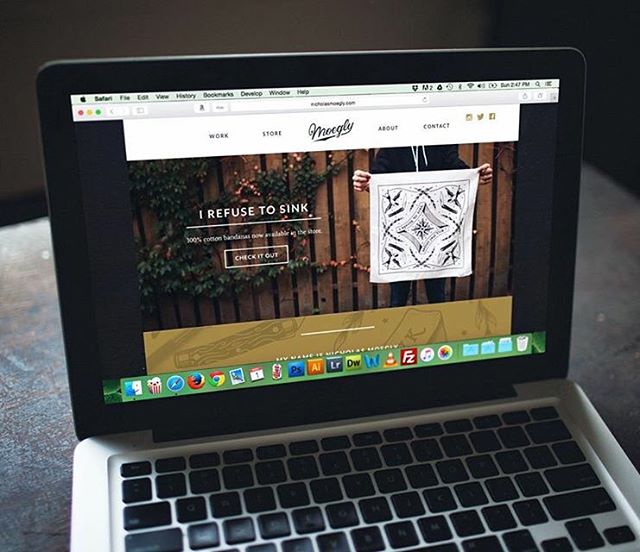 Safari File Edit View History Bookmarks Develop Window Help
Sun 2:47 PM
nicholasmoegly.com
WORK STORE Moegly ABOUT CONTACT
I REFUSE TO SINK
100% cotton bandanas now available in the store.
CHECK IT OUT
MY NAME IS NICHOLAS MOEGLY
1 Ps Ai Lr Dw W Fz